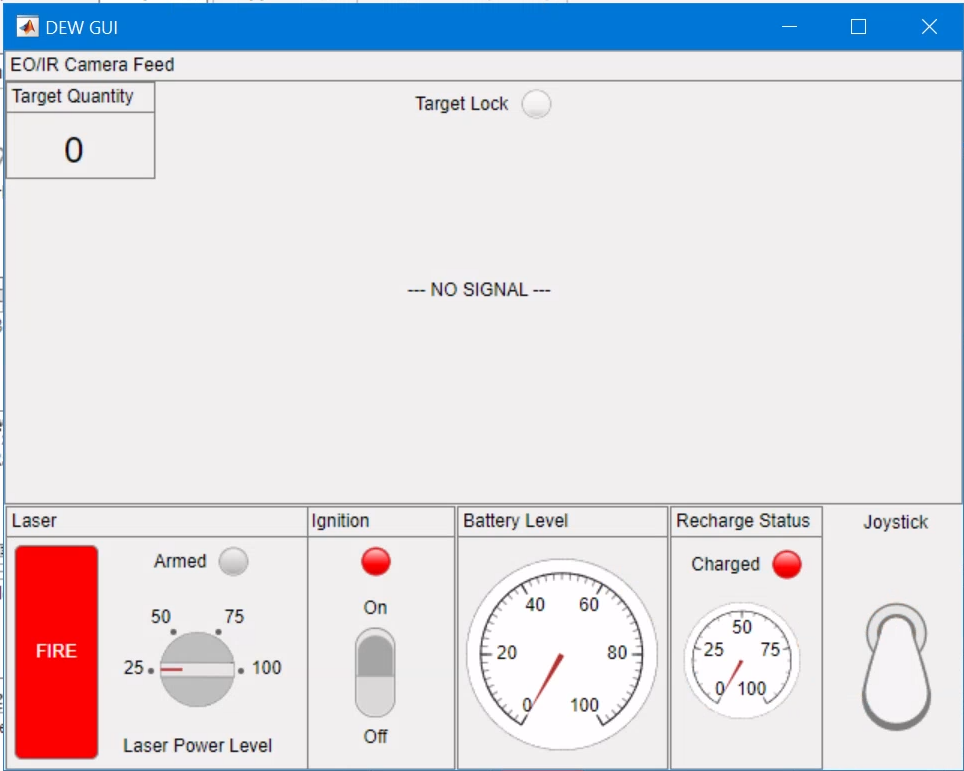 DEW GUI
EO/IR Camera Feed
Target Quantity
Target Lock
0
--- NO SIGNAL ---
Laser
Ignition
Battery Level
Recharge Status
Joystick
Armed
Charged
On
50 75
25 100
FIRE
Laser Power Level
Off
40 60
20 80
0 100
50
25 75
0 100